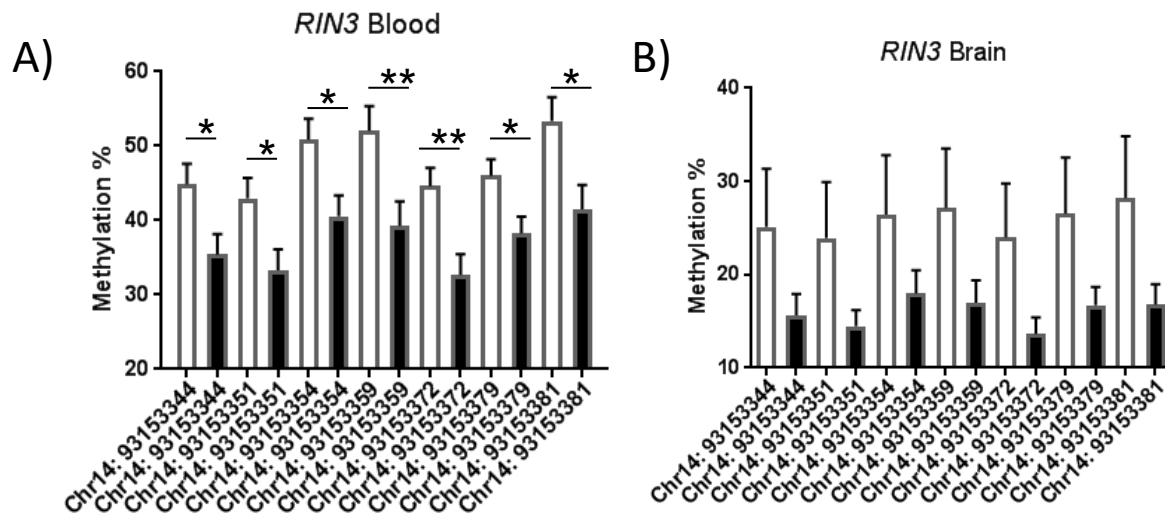 A)
RIN3 Blood
Methylation %
60
50
40
30
20
*
*
*
**
**
*
*
Chr14: 93153344
Chr14: 93153344
Chr14: 93153351
Chr14: 93153351
Chr14: 93153354
Chr14: 93153354
Chr14: 93153359
Chr14: 93153359
Chr14: 93153372
Chr14: 93153372
Chr14: 93153379
Chr14: 93153379
Chr14: 93153381
Chr14: 93153381
B)
RIN3 Brain
Methylation %
40
30
20
10
Chr14: 93153344
Chr14: 93153344
Chr14: 93153351
Chr14: 93153351
Chr14: 93153354
Chr14: 93153354
Chr14: 93153359
Chr14: 93153359
Chr14: 93153372
Chr14: 93153372
Chr14: 93153379
Chr14: 93153379
Chr14: 93153381
Chr14: 93153381